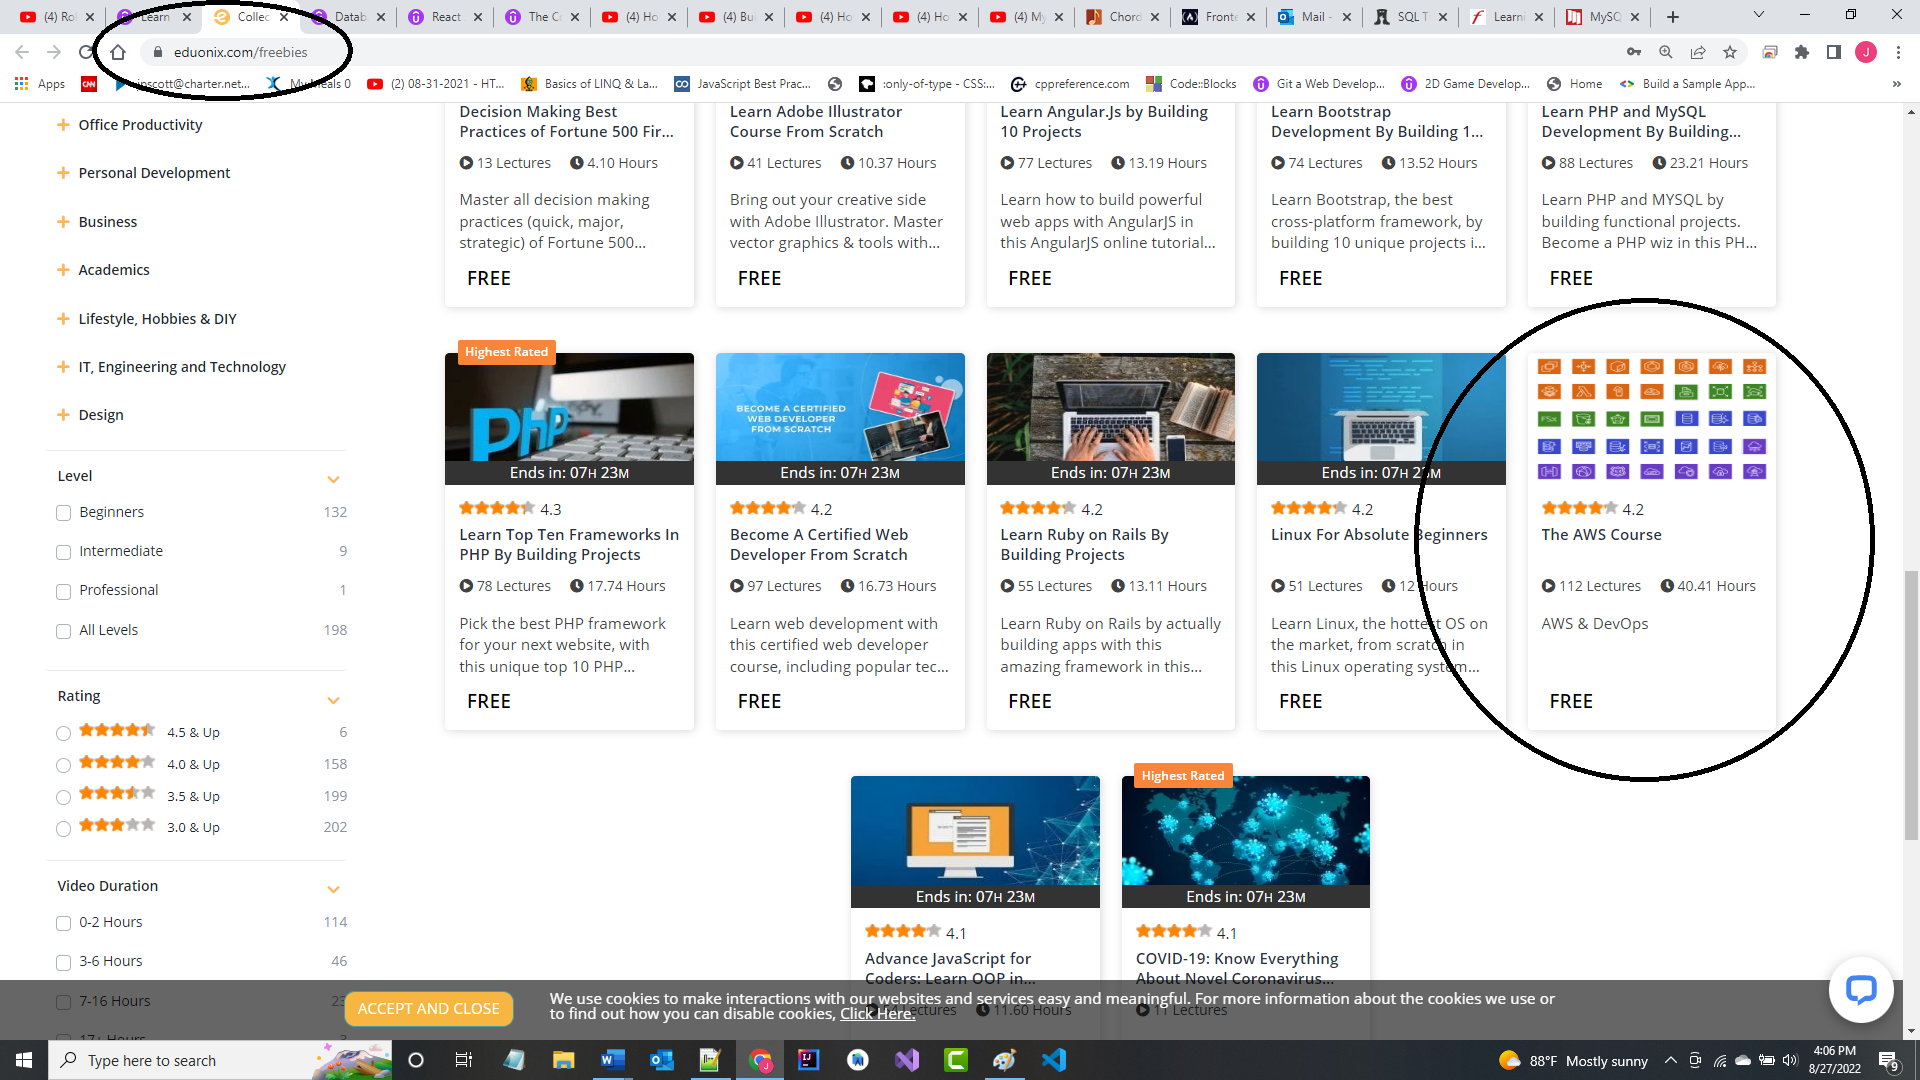 (4) Rol
Learn
Collec
Datab
React
The Co
(4) Ho
(4) Bu
(4) Ho
(4) Ho
(4) My
Chord
Fronte
Mail -
SQL T
Learni
MySQ
eduonix.com/freebies
Apps
CNN
jpscott@charter.net...
My Meals 0
(2) 08-31-2021 - HT...
Basics of LINQ & La...
JavaScript Best Prac...
:only-of-type - CSS:...
cppreference.com
Code::Blocks
Git a Web Develop...
2D Game Develop...
Home
Build a Sample App...
»
Office Productivity
Personal Development
Business
Academics
Lifestyle, Hobbies & DIY
IT, Engineering and Technology
Design
Level
Beginners 132
Intermediate 9
Professional 1
All Levels 198
Rating
4.5 & Up 6
4.0 & Up 158
3.5 & Up 199
3.0 & Up 202
Video Duration
0-2 Hours 114
3-6 Hours 46
7-16 Hours 23
17+ Hours 3
Decision Making Best
Practices of Fortune 500 Fir...
13 Lectures 4.10 Hours
Master all decision making
practices (quick, major,
strategic) of Fortune 500...
FREE
Learn Adobe Illustrator
Course From Scratch
41 Lectures 10.37 Hours
Bring out your creative side
with Adobe Illustrator. Master
vector graphics & tools with...
FREE
Learn Angular.Js by Building
10 Projects
77 Lectures 13.19 Hours
Learn how to build powerful
web apps with AngularJS in
this AngularJS online tutorial...
FREE
Learn Bootstrap
Development By Building 1...
74 Lectures 13.52 Hours
Learn Bootstrap, the best
cross-platform framework, by
building 10 unique projects i...
FREE
Learn PHP and MySQL
Development By Building...
88 Lectures 23.21 Hours
Learn PHP and MYSQL by
building functional projects.
Become a PHP wiz in this PH...
FREE
Highest Rated
PHP
Ends in: 07H 23M
4.3
Learn Top Ten Frameworks In
PHP By Building Projects
78 Lectures 17.74 Hours
Pick the best PHP framework
for your next website, with
this unique top 10 PHP...
FREE
BECOME A CERTIFIED
WEB DEVELOPER
FROM SCRATCH
Ends in: 07H 23M
4.2
Become A Certified Web
Developer From Scratch
97 Lectures 16.73 Hours
Learn web development with
this certified web developer
course, including popular tec...
FREE
Ends in: 07H 23M
4.2
Learn Ruby on Rails By
Building Projects
55 Lectures 13.11 Hours
Learn Ruby on Rails by actually
building apps with this
amazing framework in this...
FREE
Ends in: 07H 23M
4.2
Linux For Absolute Beginners
51 Lectures 12 Hours
Learn Linux, the hottest OS on
the market, from scratch in
this Linux operating system...
FREE
4.2
The AWS Course
112 Lectures 40.41 Hours
AWS & DevOps
FREE
Ends in: 07H 23M
4.1
Advance JavaScript for
Coders: Learn OOP in...
Lectures 11.60 Hours
Highest Rated
Ends in: 07H 23M
4.1
COVID-19: Know Everything
About Novel Coronavirus...
11 Lectures
ACCEPT AND CLOSE
We use cookies to make interactions with our websites and services easy and meaningful. For more information about the cookies we use or
to find out how you can disable cookies, Click Here.
Type here to search
88°F Mostly sunny
4:06 PM
8/27/2022
9